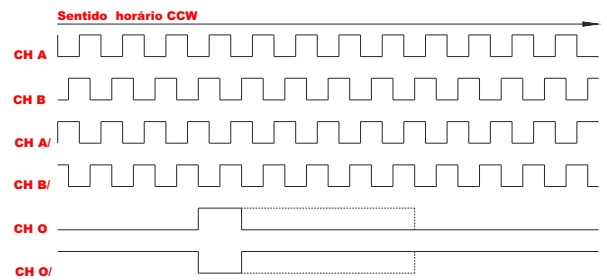 Sentido horário CCW
CH A
CH B
CH A/
CH B/
CH O
CH O/